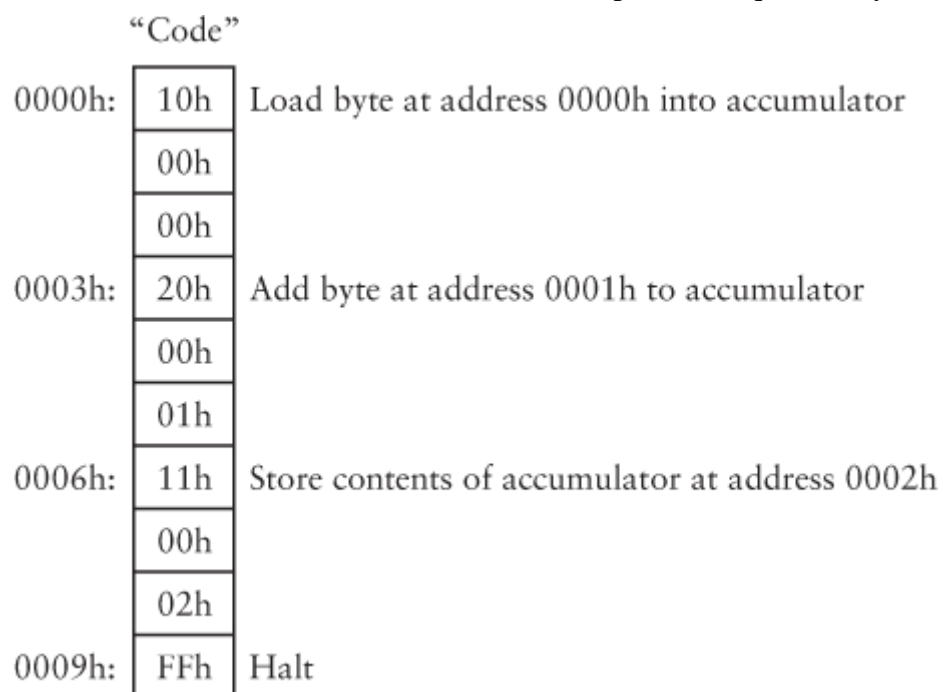 “Code”
0000h: 10h Load byte at address 0000h into accumulator
00h
00h
0003h: 20h Add byte at address 0001h to accumulator
00h
01h
0006h: 11h Store contents of accumulator at address 0002h
00h
02h
0009h: FFh Halt